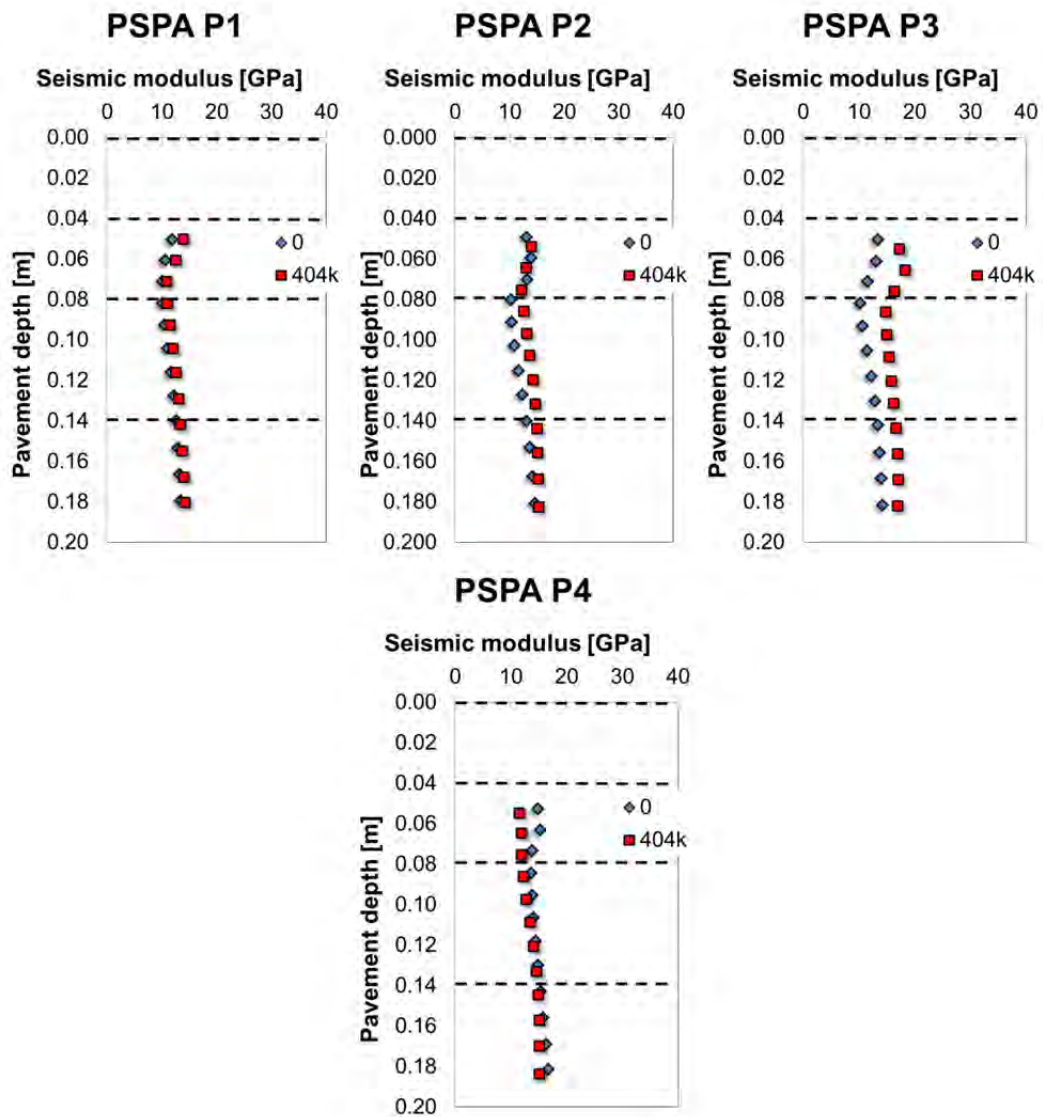 PSPA P1
Seismic modulus [GPa]
0 10 20 30 40
Pavement depth [m]
0.00
0.02
0.04
0.06
0.08
0.10
0.12
0.14
0.16
0.18
0.20
0
404k
PSPA P2
Seismic modulus [GPa]
0 10 20 30 40
Pavement depth [m]
0.000
0.020
0.040
0.060
0.080
0.100
0.120
0.140
0.160
0.180
0.200
0
404k
PSPA P3
Seismic modulus [GPa]
0 10 20 30 40
Pavement depth [m]
0.00
0.02
0.04
0.06
0.08
0.10
0.12
0.14
0.16
0.18
0.20
0
404k
PSPA P4
Seismic modulus [GPa]
0 10 20 30 40
Pavement depth [m]
0.00
0.02
0.04
0.06
0.08
0.10
0.12
0.14
0.16
0.18
0.20
0
404k